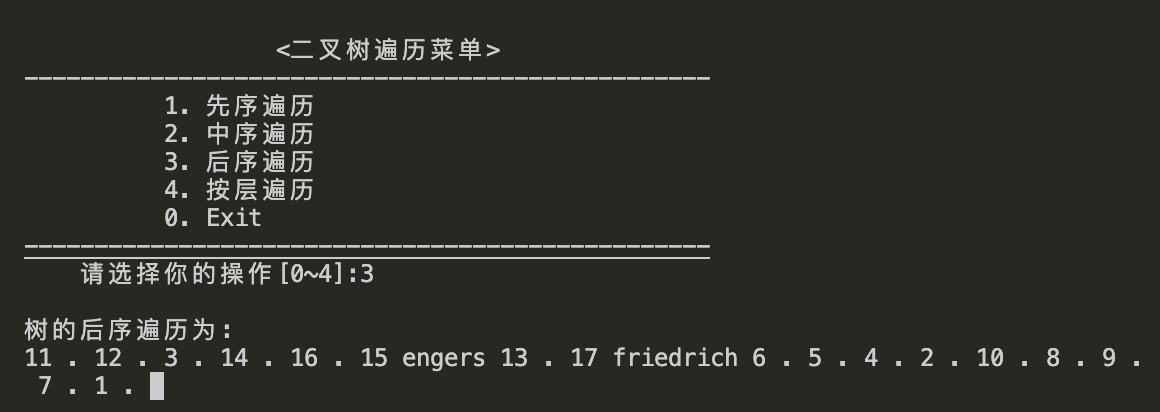 <二叉树遍历菜单>
1. 先序遍历
2. 中序遍历
3. 后序遍历
4. 按层遍历
0. Exit
请选择你的操作[0~4]:3
树的后序遍历为:
11 . 12 . 3 . 14 . 16 . 15 engers 13 . 17 friedrich 6 . 5 . 4 . 2 . 10 . 8 . 9 .
7 . 1 .